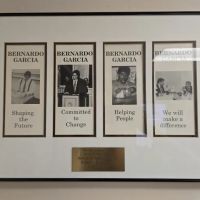 BERNARDO
GARCIA
Shaping
the
Future
BERNARDO
GARCIA
Committed
to
Change
BERNARDO
GARCIA
Helping
People
BERNARDO
GARCIA
We will
make a
difference